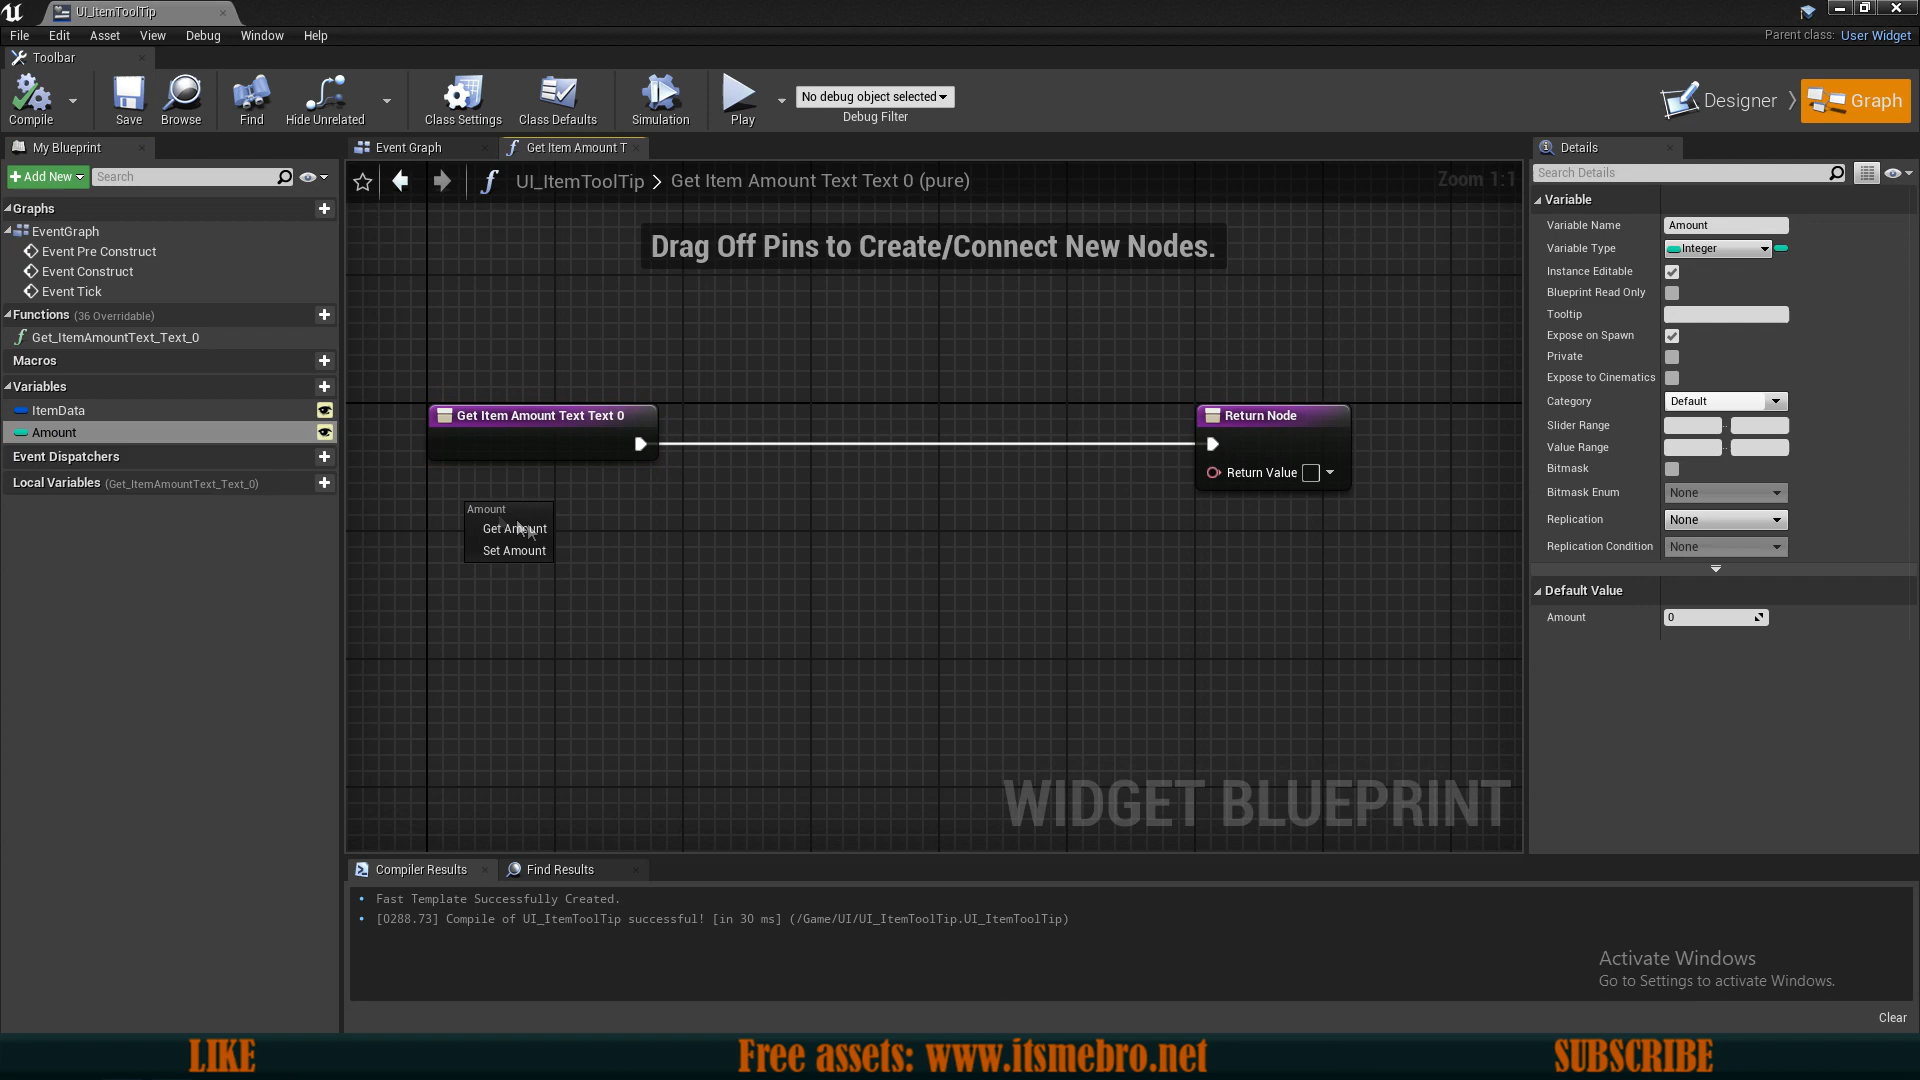 UI_ItemToolTip
File Edit Asset View Debug Window Help
Parent class: User Widget
Toolbar
Compile Save Browse Find Hide Unrelated Class Settings Class Defaults Simulation Play
No debug object selected
Debug Filter
Designer Graph
My Blueprint
Event Graph
Get Item Amount T
Details
Add New Search
UI_ItemToolTip > Get Item Amount Text Text 0 (pure)
Zoom 1:1
Search Details
Graphs
EventGraph
Event Pre Construct
Event Construct
Event Tick
Functions (36 Overridable)
Get_ItemAmountText_Text_0
Macros
Variables
ItemData
Amount
Event Dispatchers
Local Variables (Get_ItemAmountText_Text_0)
Drag Off Pins to Create/Connect New Nodes.
Get Item Amount Text Text 0
Return Node
Return Value
Amount
Get Amount
Set Amount
WIDGET BLUEPRINT
Variable
Variable Name Amount
Variable Type Integer
Instance Editable
Blueprint Read Only
Tooltip
Expose on Spawn
Private
Expose to Cinematics
Category Default
Slider Range
Value Range
Bitmask
Bitmask Enum None
Replication None
Replication Condition None
Default Value
Amount 0
Compiler Results
Find Results
Fast Template Successfully Created.
[0288.73] Compile of UI_ItemToolTip successful! [in 30 ms] (/Game/UI/UI_ItemToolTip.UI_ItemToolTip)
Activate Windows
Go to Settings to activate Windows.
Clear
LIKE
Free assets: www.itsmebro.net
SUBSCRIBE